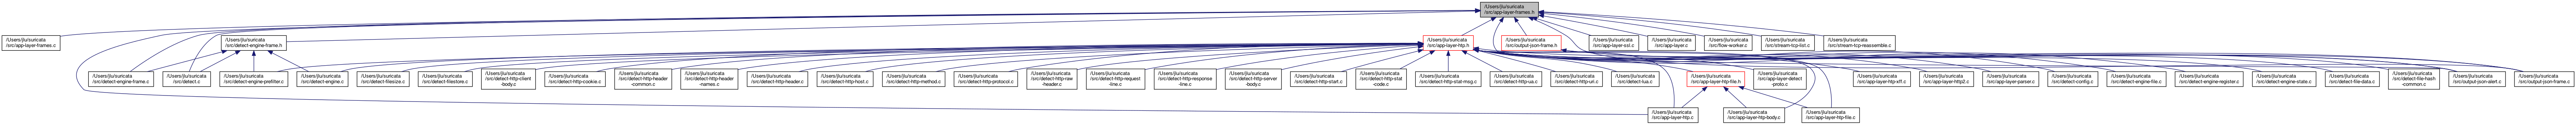 /Users/jlu/suricata
/src/app-layer-frames.h
/Users/jlu/suricata
/src/app-layer-frames.c
/Users/jlu/suricata
/src/detect-engine-frame.h
/Users/jlu/suricata
/src/app-layer-htp.h
/Users/jlu/suricata
/src/output-json-frame.h
/Users/jlu/suricata
/src/app-layer-ssl.c
/Users/jlu/suricata
/src/app-layer.c
/Users/jlu/suricata
/src/flow-worker.c
/Users/jlu/suricata
/src/stream-tcp-list.c
/Users/jlu/suricata
/src/stream-tcp-reassemble.c
/Users/jlu/suricata
/src/detect-engine-frame.c
/Users/jlu/suricata
/src/detect.c
/Users/jlu/suricata
/src/detect-engine-prefilter.c
/Users/jlu/suricata
/src/detect-engine.c
/Users/jlu/suricata
/src/detect-filesize.c
/Users/jlu/suricata
/src/detect-filestore.c
/Users/jlu/suricata
/src/detect-http-client
-body.c
/Users/jlu/suricata
/src/detect-http-cookie.c
/Users/jlu/suricata
/src/detect-http-header
-common.c
/Users/jlu/suricata
/src/detect-http-header
-names.c
/Users/jlu/suricata
/src/detect-http-header.c
/Users/jlu/suricata
/src/detect-http-host.c
/Users/jlu/suricata
/src/detect-http-method.c
/Users/jlu/suricata
/src/detect-http-protocol.c
/Users/jlu/suricata
/src/detect-http-raw
-header.c
/Users/jlu/suricata
/src/detect-http-request
-line.c
/Users/jlu/suricata
/src/detect-http-response
-line.c
/Users/jlu/suricata
/src/detect-http-server
-body.c
/Users/jlu/suricata
/src/detect-http-start.c
/Users/jlu/suricata
/src/detect-http-stat
-code.c
/Users/jlu/suricata
/src/detect-http-stat-msg.c
/Users/jlu/suricata
/src/detect-http-ua.c
/Users/jlu/suricata
/src/detect-http-uri.c
/Users/jlu/suricata
/src/detect-lua.c
/Users/jlu/suricata
/src/app-layer-htp-file.h
/Users/jlu/suricata
/src/app-layer-detect
-proto.c
/Users/jlu/suricata
/src/app-layer-htp-xff.c
/Users/jlu/suricata
/src/app-layer-http2.c
/Users/jlu/suricata
/src/app-layer-parser.c
/Users/jlu/suricata
/src/detect-config.c
/Users/jlu/suricata
/src/detect-engine-file.c
/Users/jlu/suricata
/src/detect-engine-register.c
/Users/jlu/suricata
/src/detect-engine-state.c
/Users/jlu/suricata
/src/detect-file-data.c
/Users/jlu/suricata
/src/detect-file-hash
-common.c
/Users/jlu/suricata
/src/output-json-alert.c
/Users/jlu/suricata
/src/output-json-frame.c
/Users/jlu/suricata
/src/app-layer-htp.c
/Users/jlu/suricata
/src/app-layer-htp-body.c
/Users/jlu/suricata
/src/app-layer-htp-file.c